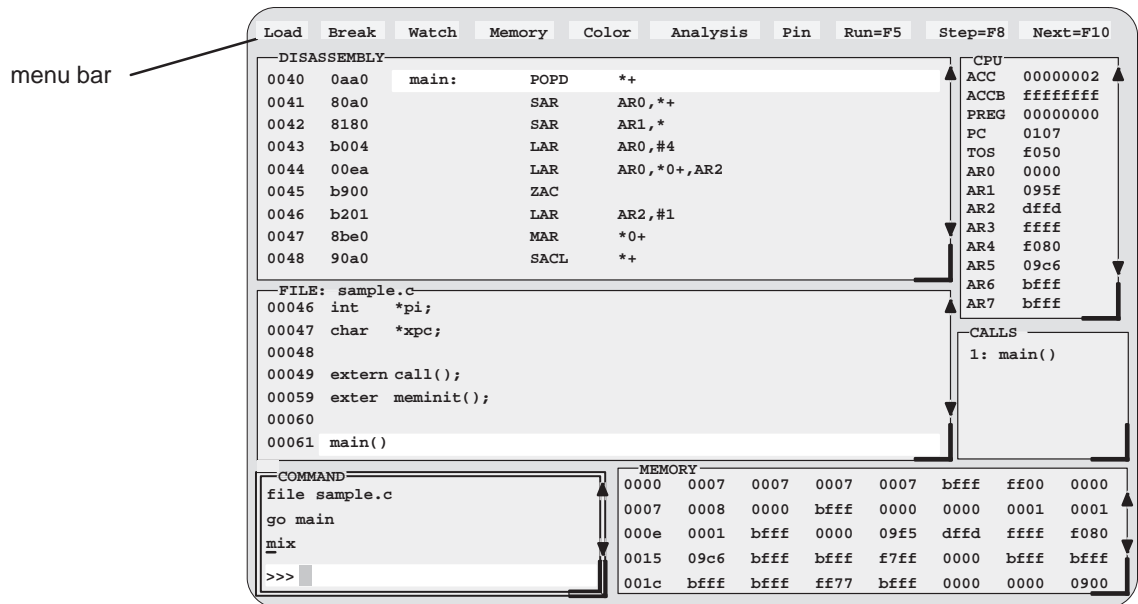 menu bar
Load Break Watch Memory Color Analysis Pin Run=F5 Step=F8 Next=F10
DISASSEMBLY
0040 0aa0 main: POPD *+
0041 80a0 SAR AR0,*+
0042 8180 SAR AR1,*
0043 b004 LAR AR0,#4
0044 00ea LAR AR0,*0+,AR2
0045 b900 ZAC
0046 b201 LAR AR2,#1
0047 8be0 MAR *0+
0048 90a0 SACL *+
CPU
ACC 00000002
ACCB ffffffff
PREG 00000000
PC 0107
TOS f050
AR0 0000
AR1 095f
AR2 dffd
AR3 ffff
AR4 f080
AR5 09c6
AR6 bfff
AR7 bfff
FILE: sample.c
00046 int *pi;
00047 char *xpc;
00048
00049 extern call();
00059 exter meminit();
00060
00061 main()
CALLS
1: main()
COMMAND
file sample.c
go main
mix
>>>
MEMORY
0000 0007 0007 0007 0007 bfff ff00 0000
0007 0008 0000 bfff 0000 0000 0001 0001
000e 0001 bfff 0000 09f5 dffd ffff f080
0015 09c6 bfff bfff f7ff 0000 bfff bfff
001c bfff bfff ff77 bfff 0000 0000 0900